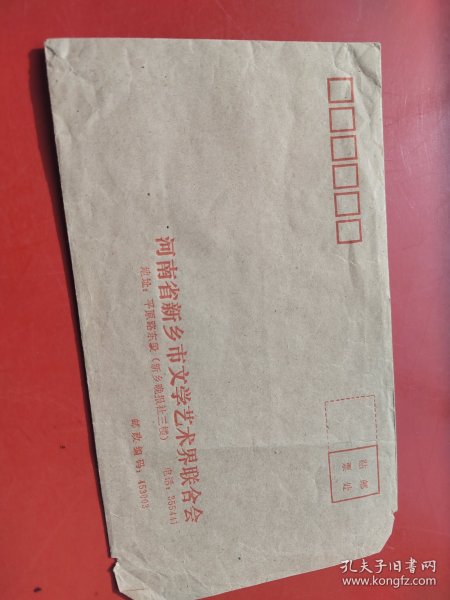 贴邮
票处
河南省新乡市文学艺术界联合会
地址：平原路东段（新乡晚报社三楼） 电话：355441
邮政编码：453003
孔夫子旧书网
www.kongfz.com